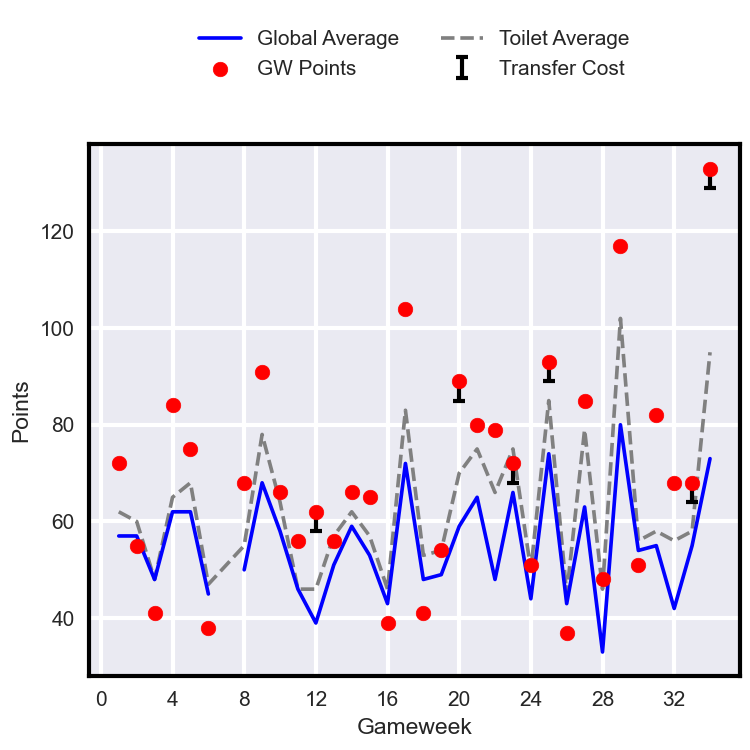 Global Average
GW Points
Toilet Average
Transfer Cost
Points
120
100
80
60
40
0 4 8 12 16 20 24 28 32
Gameweek